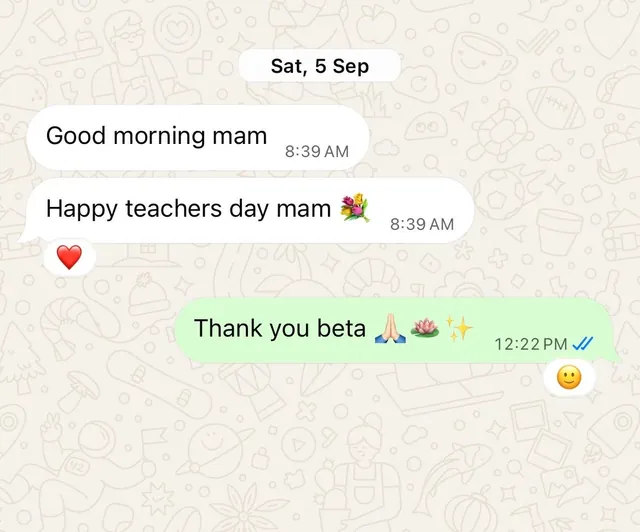 Sat, 5 Sep
Good morning mam 8:39 AM
Happy teachers day mam 💐 8:39 AM
❤️
Thank you beta 🙏🏻🪷✨ 12:22 PM
🙂